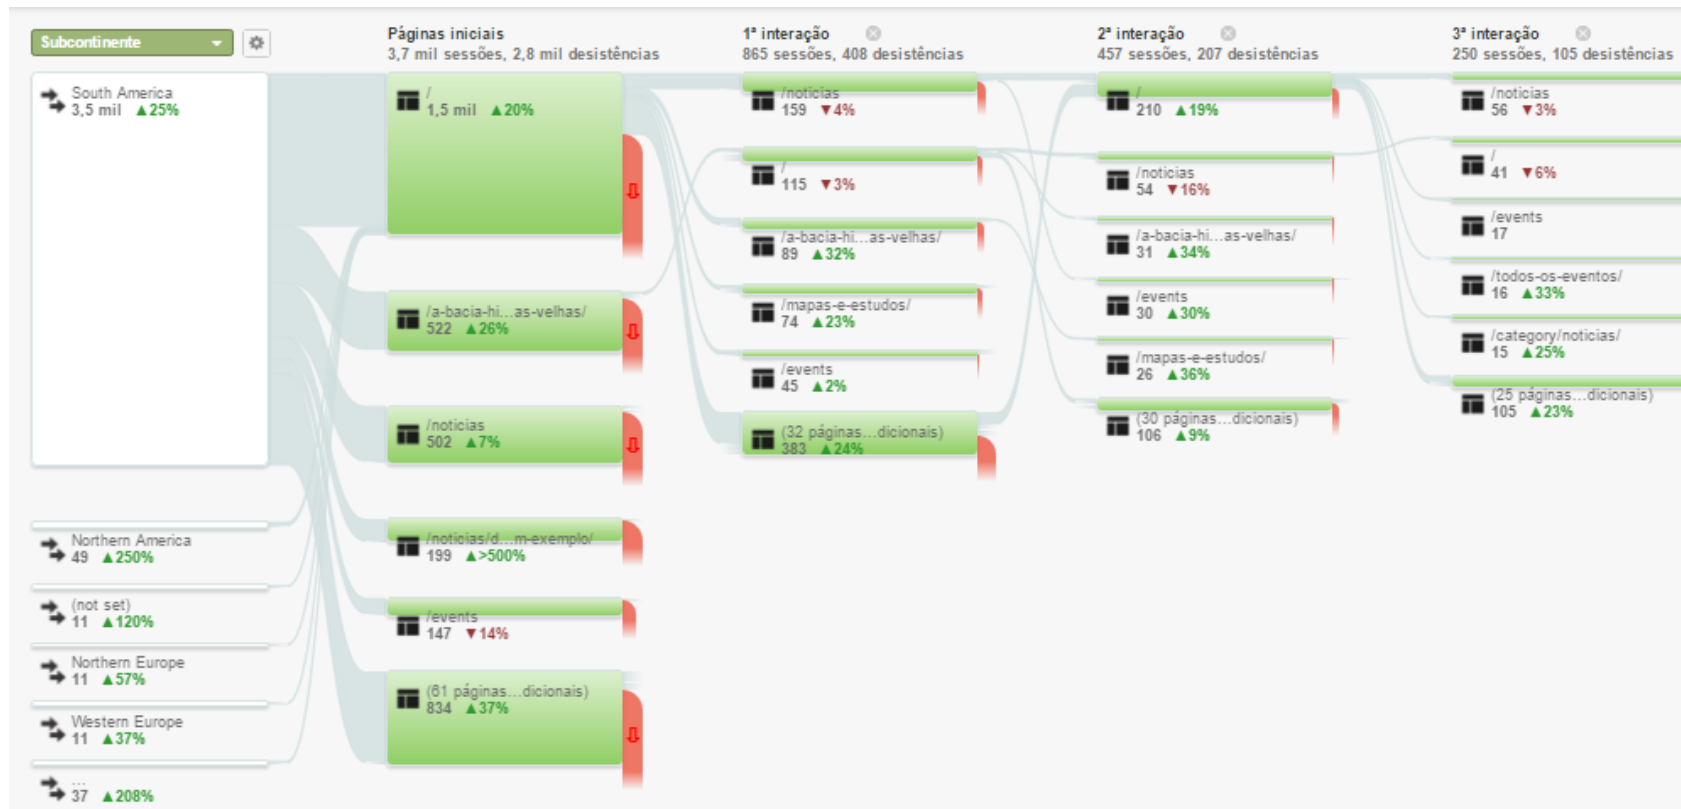 Subcontinente
South America
3,5 mil ▲25%
Northern America
49 ▲250%
(not set)
11 ▲120%
Northern Europe
11 ▲57%
Western Europe
11 ▲37%
...
37 ▲208%
Páginas iniciais
3,7 mil sessões, 2,8 mil desistências
/
1,5 mil ▲20%
/a-bacia-hi...as-velhas/
522 ▲26%
/noticias
502 ▲7%
/noticias/d...m-exemplo/
199 ▲>500%
/events
147 ▼14%
(61 páginas...dicionais)
834 ▲37%
1ª interação
865 sessões, 408 desistências
/noticias
159 ▼4%
/
115 ▼3%
/a-bacia-hi...as-velhas/
89 ▲32%
/mapas-e-estudos/
74 ▲23%
/events
45 ▲2%
(32 páginas...dicionais)
383 ▲24%
2ª interação
457 sessões, 207 desistências
/
210 ▲19%
/noticias
54 ▼16%
/a-bacia-hi...as-velhas/
31 ▲34%
/events
30 ▲30%
/mapas-e-estudos/
26 ▲36%
(30 páginas...dicionais)
106 ▲9%
3ª interação
250 sessões, 105 desistências
/noticias
56 ▼3%
/
41 ▼6%
/events
17
/todos-os-eventos/
16 ▲33%
/category/noticias/
15 ▲25%
(25 páginas...dicionais)
105 ▲23%